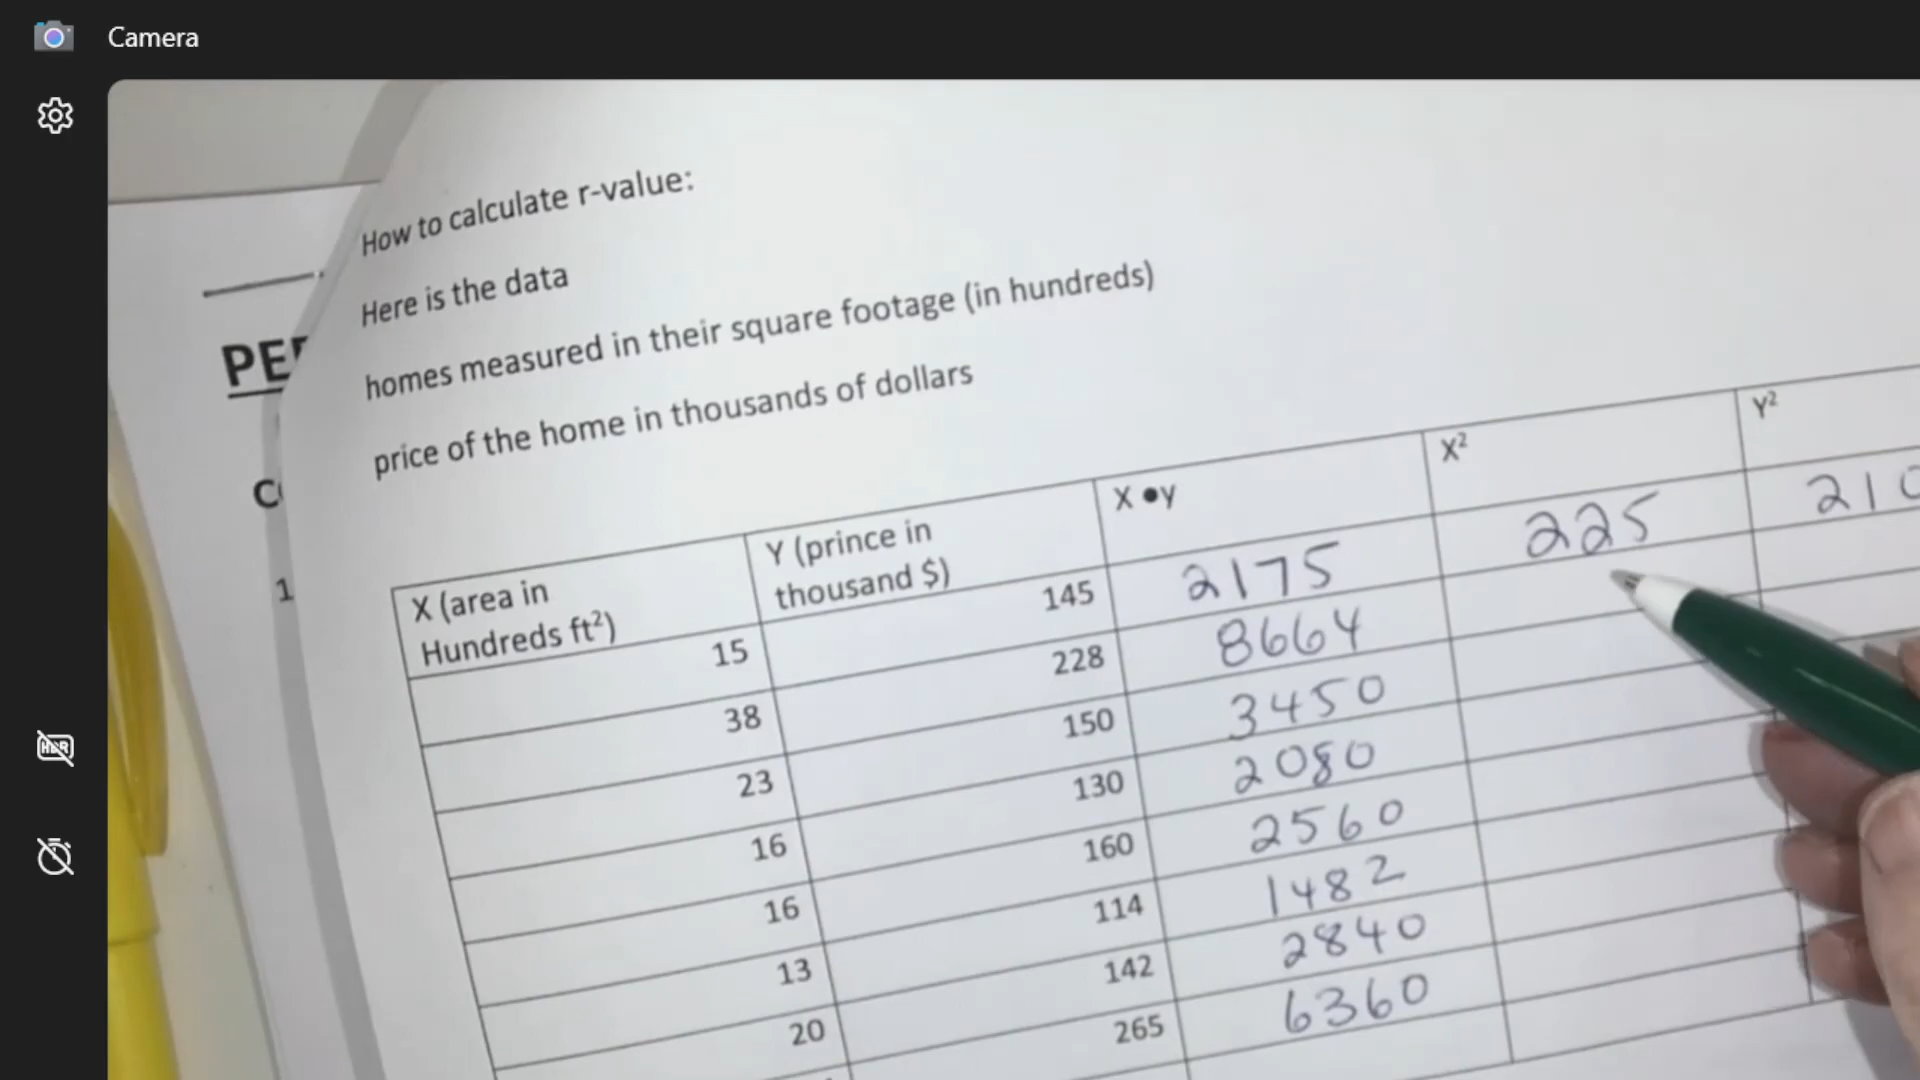 Camera
How to calculate r-value:
Here is the data
homes measured in their square footage (in hundreds)
price of the home in thousands of dollars
X (area in Hundreds ft²) Y (prince in thousand $) X •y X² Y²
15 145 2175 225 210
38 228 8664
23 150 3450
16 130 2080
16 160 2560
13 114 1482
20 142 2840
265 6360
1